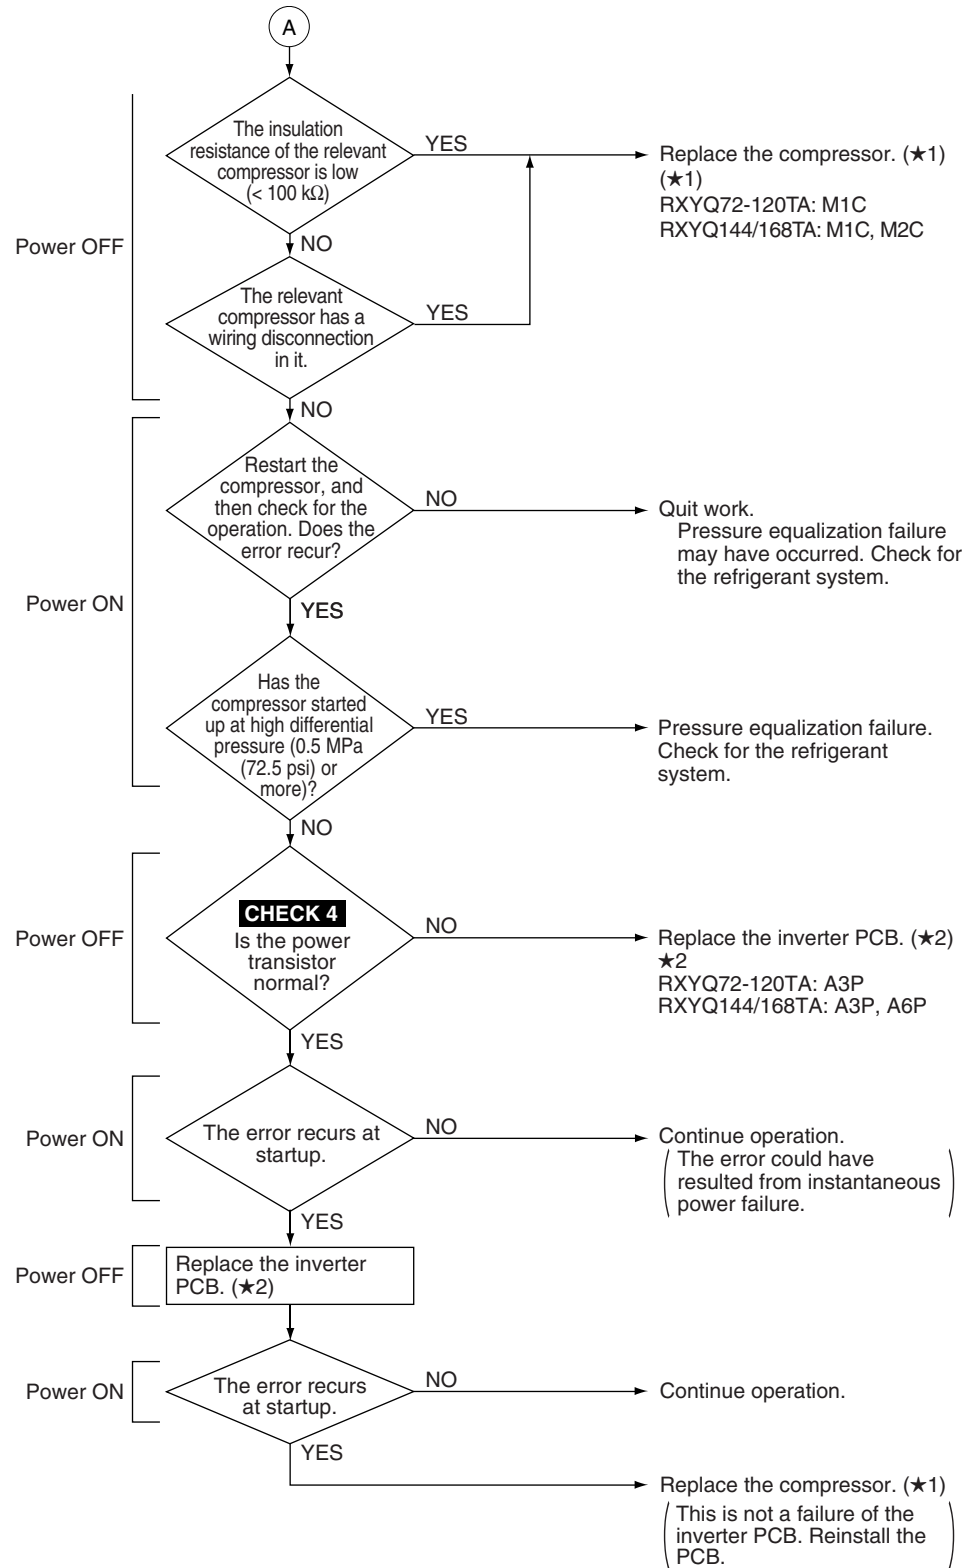 A
The insulation
resistance of the relevant
compressor is low
(< 100 kΩ)
YES
Replace the compressor. (★1)
(★1)
RXYQ72-120TA: M1C
RXYQ144/168TA: M1C, M2C
Power OFF
NO
The relevant
compressor has a
wiring disconnection
in it.
YES
NO
Restart the
compressor, and
then check for the
operation. Does the
error recur?
NO
Quit work.
Pressure equalization failure
may have occurred. Check for
the refrigerant system.
Power ON
YES
Has the
compressor started
up at high differential
pressure (0.5 MPa
(72.5 psi) or
more)?
YES
Pressure equalization failure.
Check for the refrigerant
system.
NO
Power OFF
CHECK 4
Is the power
transistor
normal?
NO
Replace the inverter PCB. (★2)
★2
RXYQ72-120TA: A3P
RXYQ144/168TA: A3P, A6P
YES
Power ON
The error recurs at
startup.
NO
Continue operation.
(The error could have
resulted from instantaneous
power failure.)
YES
Power OFF
Replace the inverter
PCB. (★2)
Power ON
The error recurs
at startup.
NO
Continue operation.
YES
Replace the compressor. (★1)
(This is not a failure of the
inverter PCB. Reinstall the
PCB.)